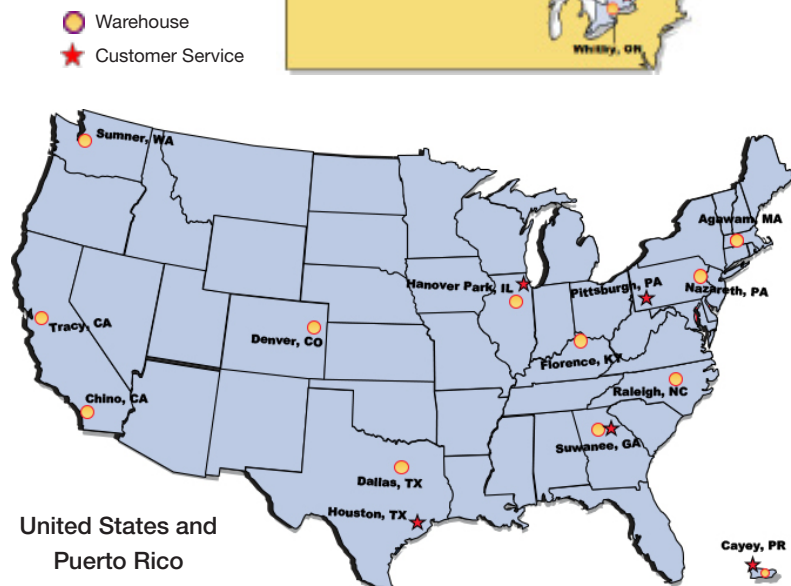 Warehouse
Customer Service
Whitby, ON
Sumner, WA
Agawam, MA
Hanover Park, IL
Pittsburgh, PA
Nazareth, PA
Tracy, CA
Denver, CO
Florence, KY
Chino, CA
Raleigh, NC
Suwanee, GA
Dallas, TX
Houston, TX
United States and
Puerto Rico
Cayey, PR